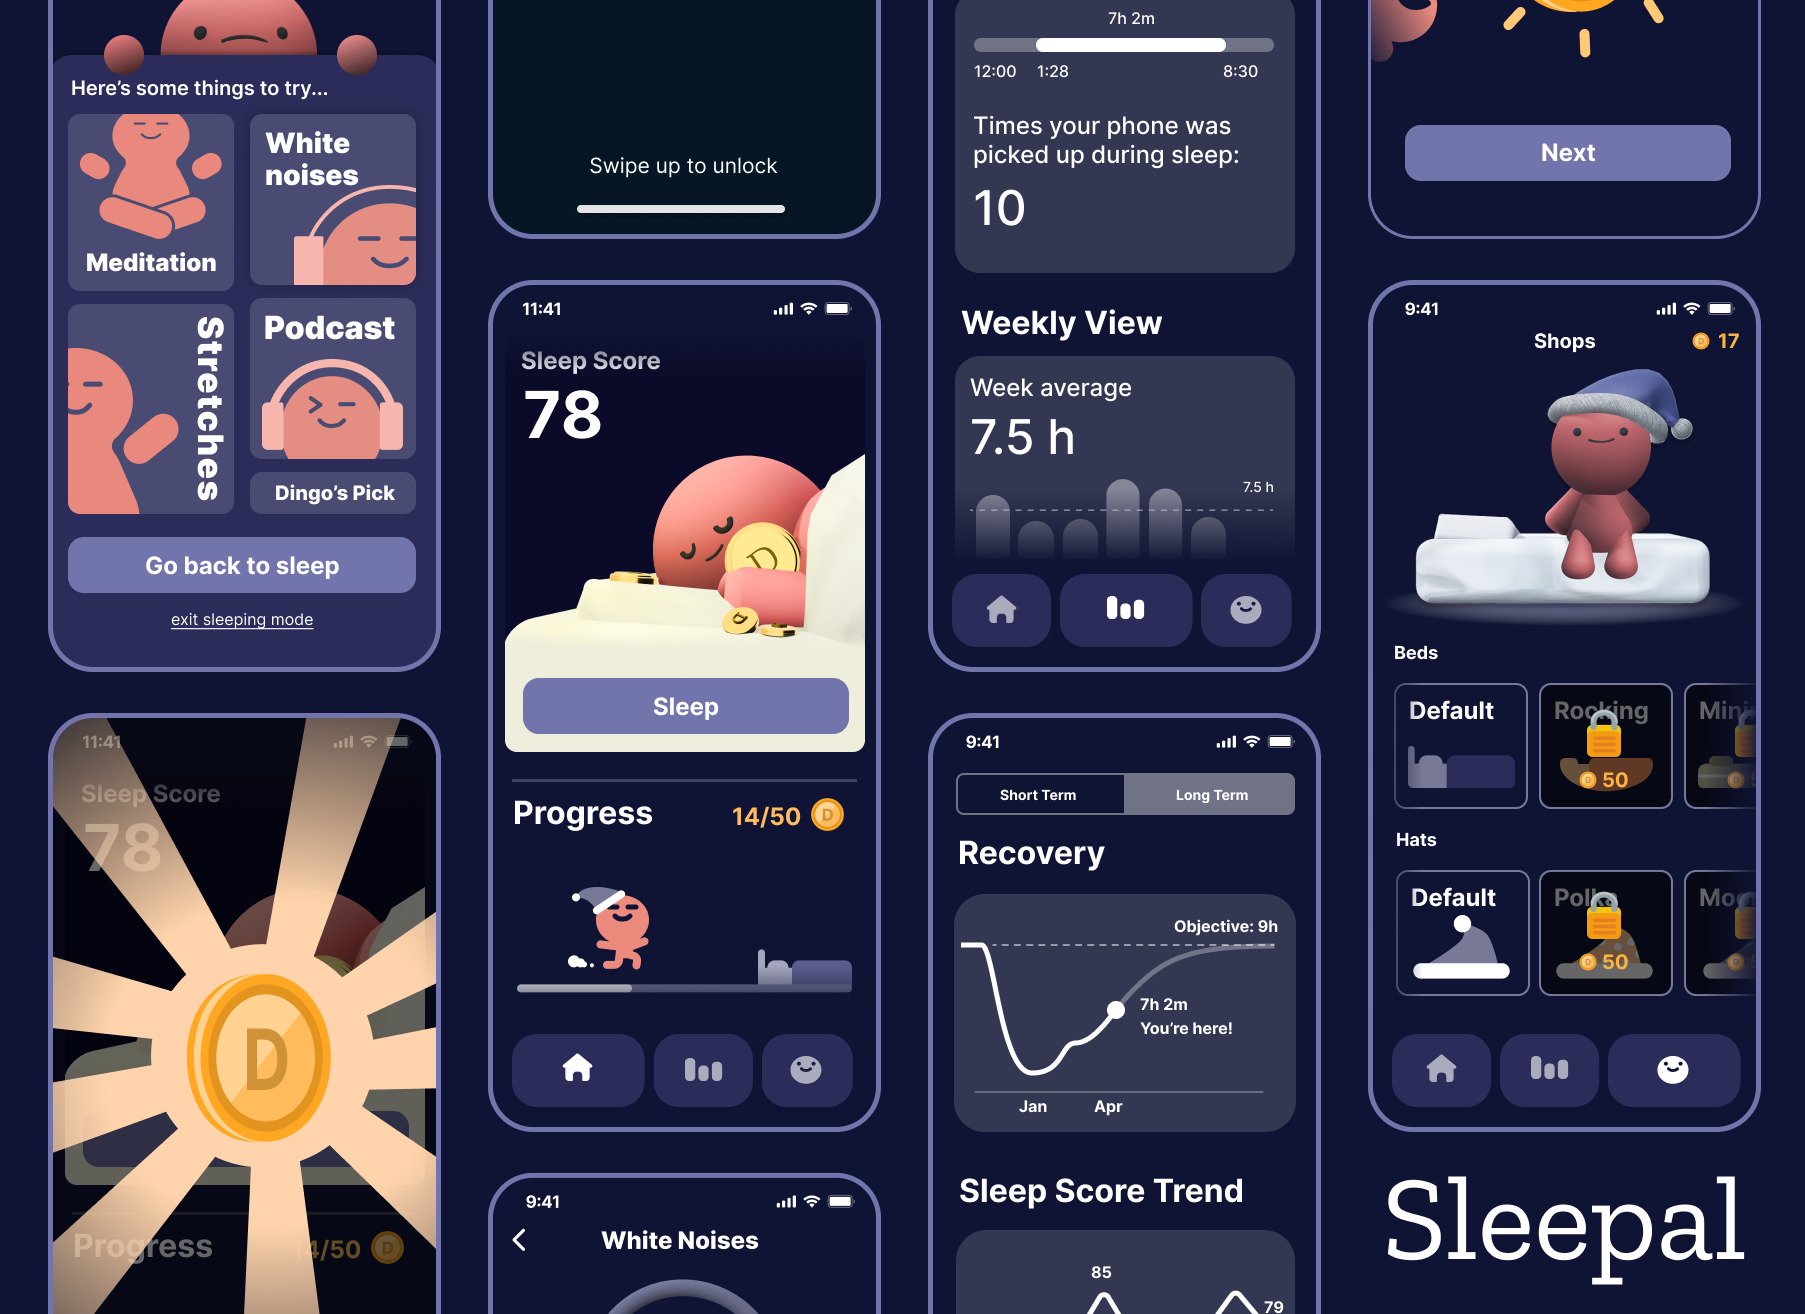 Here's some things to try...
Meditation
White
noises
Stretches
Podcast
Dingo's Pick
Go back to sleep
exit sleeping mode
11:41
Sleep Score
78
D
Progress
14/50
D
Swipe up to unlock
11:41
Sleep Score
78
D
Sleep
Progress
14/50
D
9:41
White Noises
7h 2m
12:00
1:28
8:30
Times your phone was
picked up during sleep:
10
Weekly View
Week average
7.5 h
7.5 h
9:41
Short Term
Long Term
Recovery
Objective: 9h
7h 2m
You're here!
Jan
Apr
Sleep Score Trend
85
79
Next
9:41
Shops
D 17
Beds
Default
Rocking
D 50
Hats
Default
Polka
D 50
Sleepal